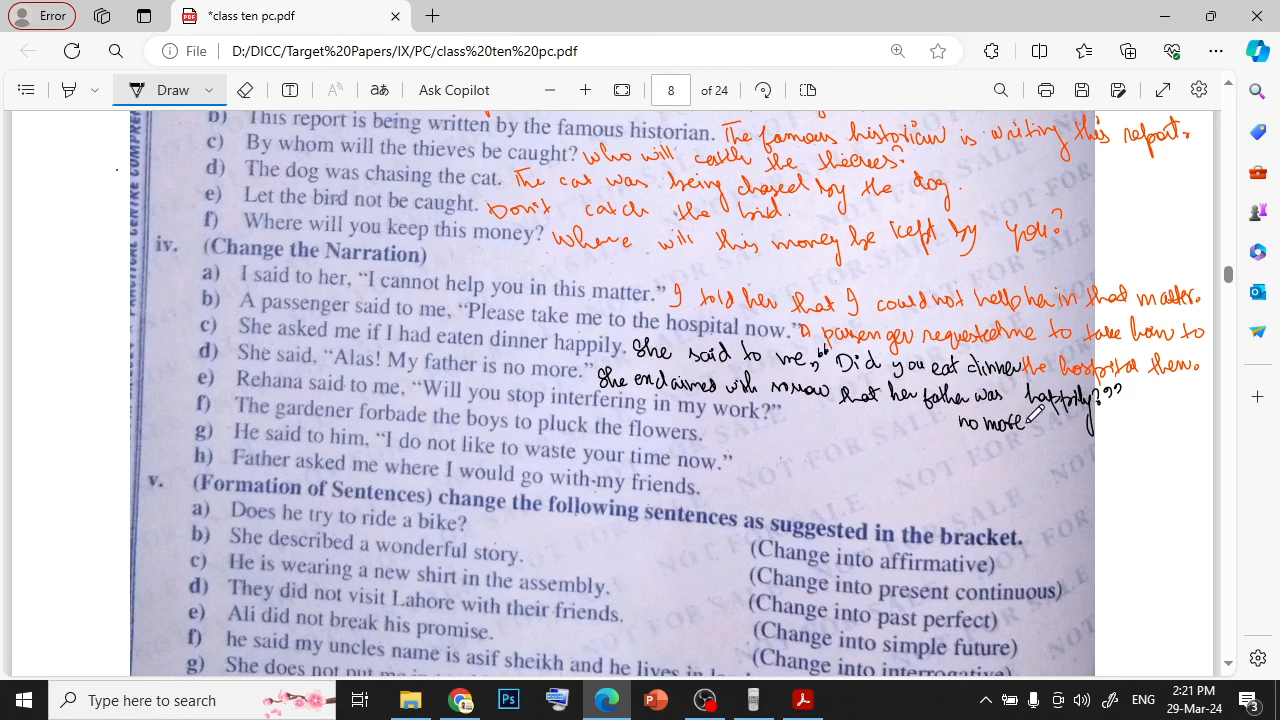 Error
*class ten pc.pdf
File D:/DICC/Target%20Papers/IX/PC/class%20ten%20pc.pdf
Draw Ask Copilot 8 of 24
b) This report is being written by the famous historian. The famous historian is writing this report.
c) By whom will the thieves be caught? Who will catch the thieves?
d) The dog was chasing the cat. The cat was being chased by the dog.
e) Let the bird not be caught. Don't catch the bird.
f) Where will you keep this money? Where will this money be kept by you?
iv. (Change the Narration)
a) I said to her, “I cannot help you in this matter.” I told her that I could not help her in that matter.
b) A passenger said to me, “Please take me to the hospital now.” A passenger requested me to take him to
the hospital then.
c) She asked me if I had eaten dinner happily. She said to me, “Did you eat dinner
happily?”
d) She said, “Alas! My father is no more.” She exclaimed with sorrow that her father was
no more
e) Rehana said to me, “Will you stop interfering in my work?”
f) The gardener forbade the boys to pluck the flowers.
g) He said to him, “I do not like to waste your time now.”
h) Father asked me where I would go with my friends.
v. (Formation of Sentences) change the following sentences as suggested in the bracket.
a) Does he try to ride a bike? (Change into affirmative)
b) She described a wonderful story. (Change into present continuous)
c) He is wearing a new shirt in the assembly. (Change into past perfect)
d) They did not visit Lahore with their friends. (Change into simple future)
e) Ali did not break his promise. (Change into interrogative)
f) he said my uncles name is asif sheikh and he lives in
g) She does not put
NOT FOR SALE
Type here to search
ENG
2:21 PM
29-Mar-24
3